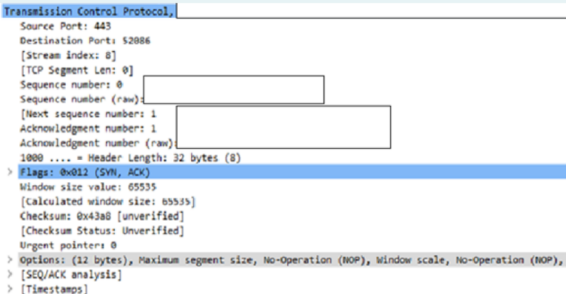 Transmission Control Protocol,
Source Port: 443
Destination Port: 52086
[Stream index: 8]
[TCP Segment Len: 0]
Sequence number: 0
Sequence number (raw):
[Next sequence number: 1
Acknowledgment number: 1
Acknowledgment number (raw):
1000 .... = Header Length: 32 bytes (8)
> Flags: 0x012 (SYN, ACK)
Window size value: 65535
[Calculated window size: 65535]
Checksum: 0x43a8 [unverified]
[Checksum Status: Unverified]
Urgent pointer: 0
> Options: (12 bytes), Maximum segment size, No-Operation (NOP), Window scale, No-Operation (NOP),
> [SEQ/ACK analysis]
> [Timestamps]